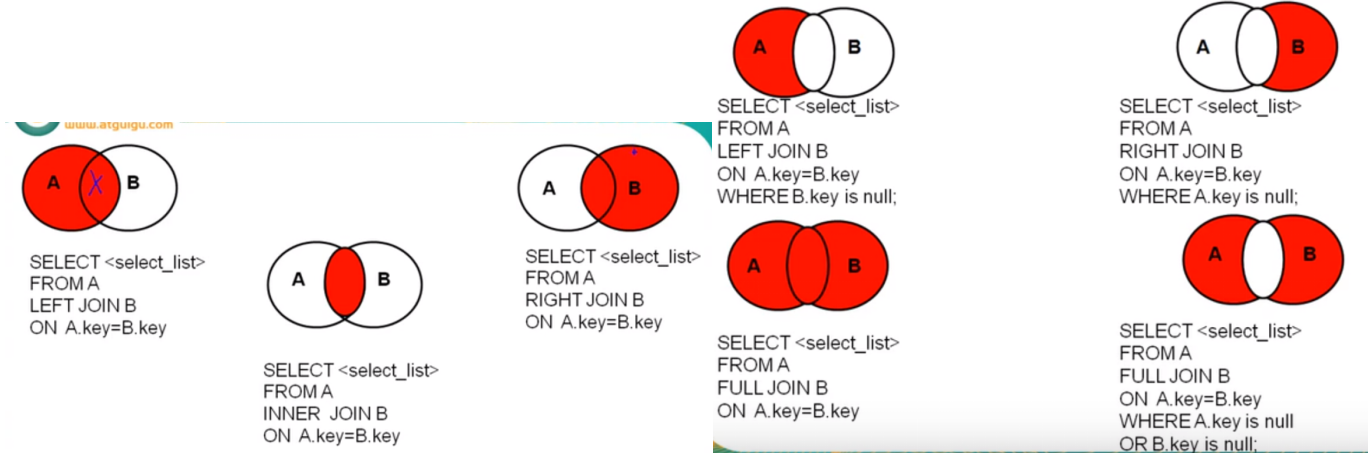 www.atguigu.com
A B
SELECT <select_list>
FROM A
LEFT JOIN B
ON A.key=B.key
A B
SELECT <select_list>
FROM A
INNER JOIN B
ON A.key=B.key
A B
SELECT <select_list>
FROM A
RIGHT JOIN B
ON A.key=B.key
A B
SELECT <select_list>
FROM A
LEFT JOIN B
ON A.key=B.key
WHERE B.key is null;
A B
SELECT <select_list>
FROM A
RIGHT JOIN B
ON A.key=B.key
WHERE A.key is null;
A B
SELECT <select_list>
FROM A
FULL JOIN B
ON A.key=B.key
A B
SELECT <select_list>
FROM A
FULL JOIN B
ON A.key=B.key
WHERE A.key is null
OR B.key is null;